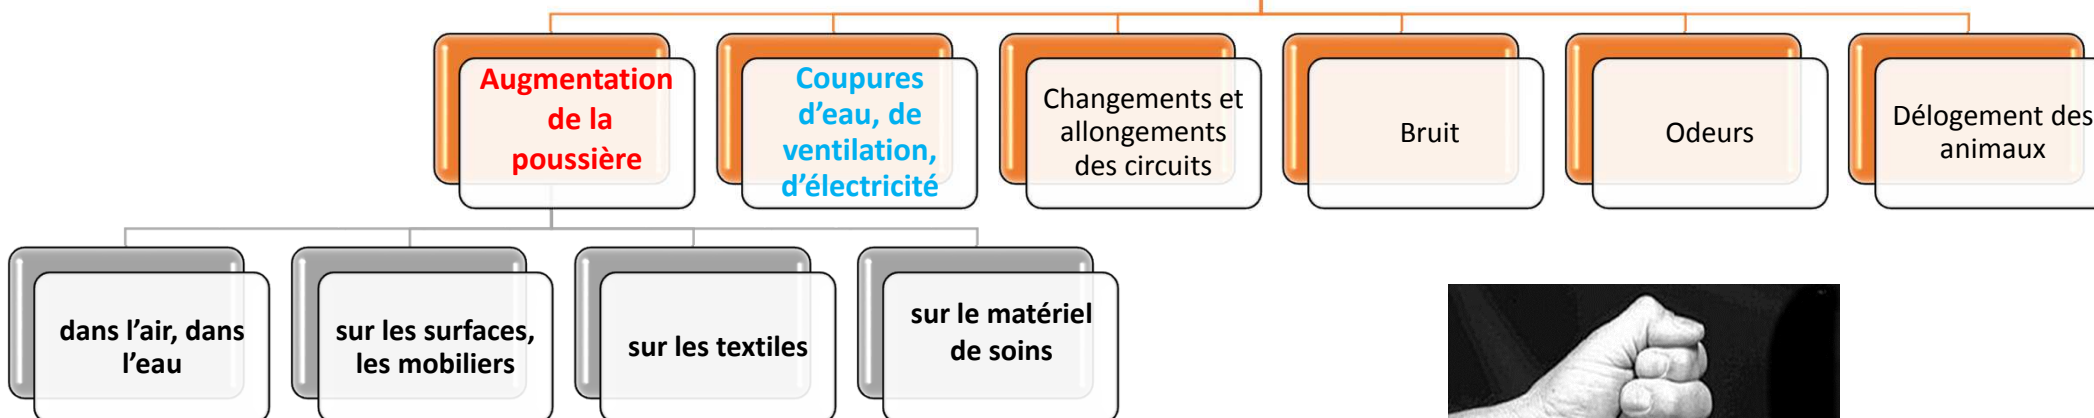 Augmentation
de la
poussière
Coupures
d’eau, de
ventilation,
d’électricité
Changements et
allongements
des circuits
Bruit
Odeurs
Délogement des
animaux
dans l’air, dans
l’eau
sur les surfaces,
les mobiliers
sur les textiles
sur le matériel
de soins